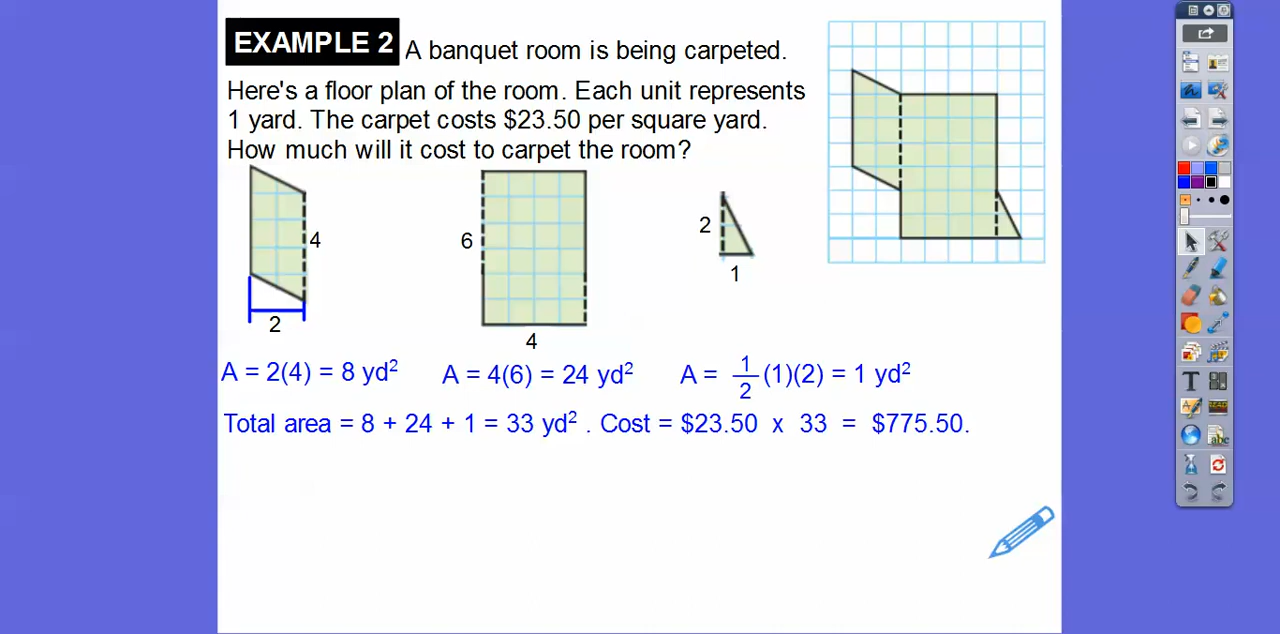 EXAMPLE 2 A banquet room is being carpeted.
Here's a floor plan of the room. Each unit represents
1 yard. The carpet costs $23.50 per square yard.
How much will it cost to carpet the room?
4
2
6
4
2
1
A = 2(4) = 8 yd²
A = 4(6) = 24 yd²
A = 1/2 (1)(2) = 1 yd²
Total area = 8 + 24 + 1 = 33 yd² . Cost = $23.50 x 33 = $775.50.